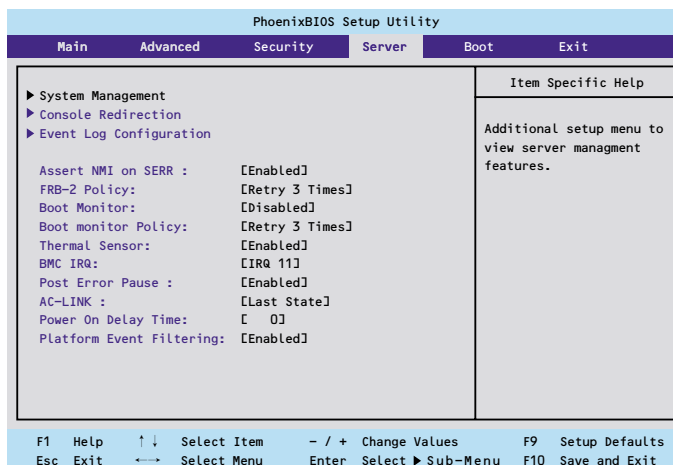 PhoenixBIOS Setup Utility
Main Advanced Security Server Boot Exit
▶ System Management
▶ Console Redirection
▶ Event Log Configuration
Assert NMI on SERR : [Enabled]
FRB-2 Policy: [Retry 3 Times]
Boot Monitor: [Disabled]
Boot monitor Policy: [Retry 3 Times]
Thermal Sensor: [Enabled]
BMC IRQ: [IRQ 11]
Post Error Pause : [Enabled]
AC-LINK : [Last State]
Power On Delay Time: [ 0]
Platform Event Filtering: [Enabled]
Item Specific Help
Additional setup menu to
view server managment
features.
F1 Help ↑↓ Select Item - / + Change Values F9 Setup Defaults
Esc Exit ←→ Select Menu Enter Select ▶ Sub-Menu F10 Save and Exit